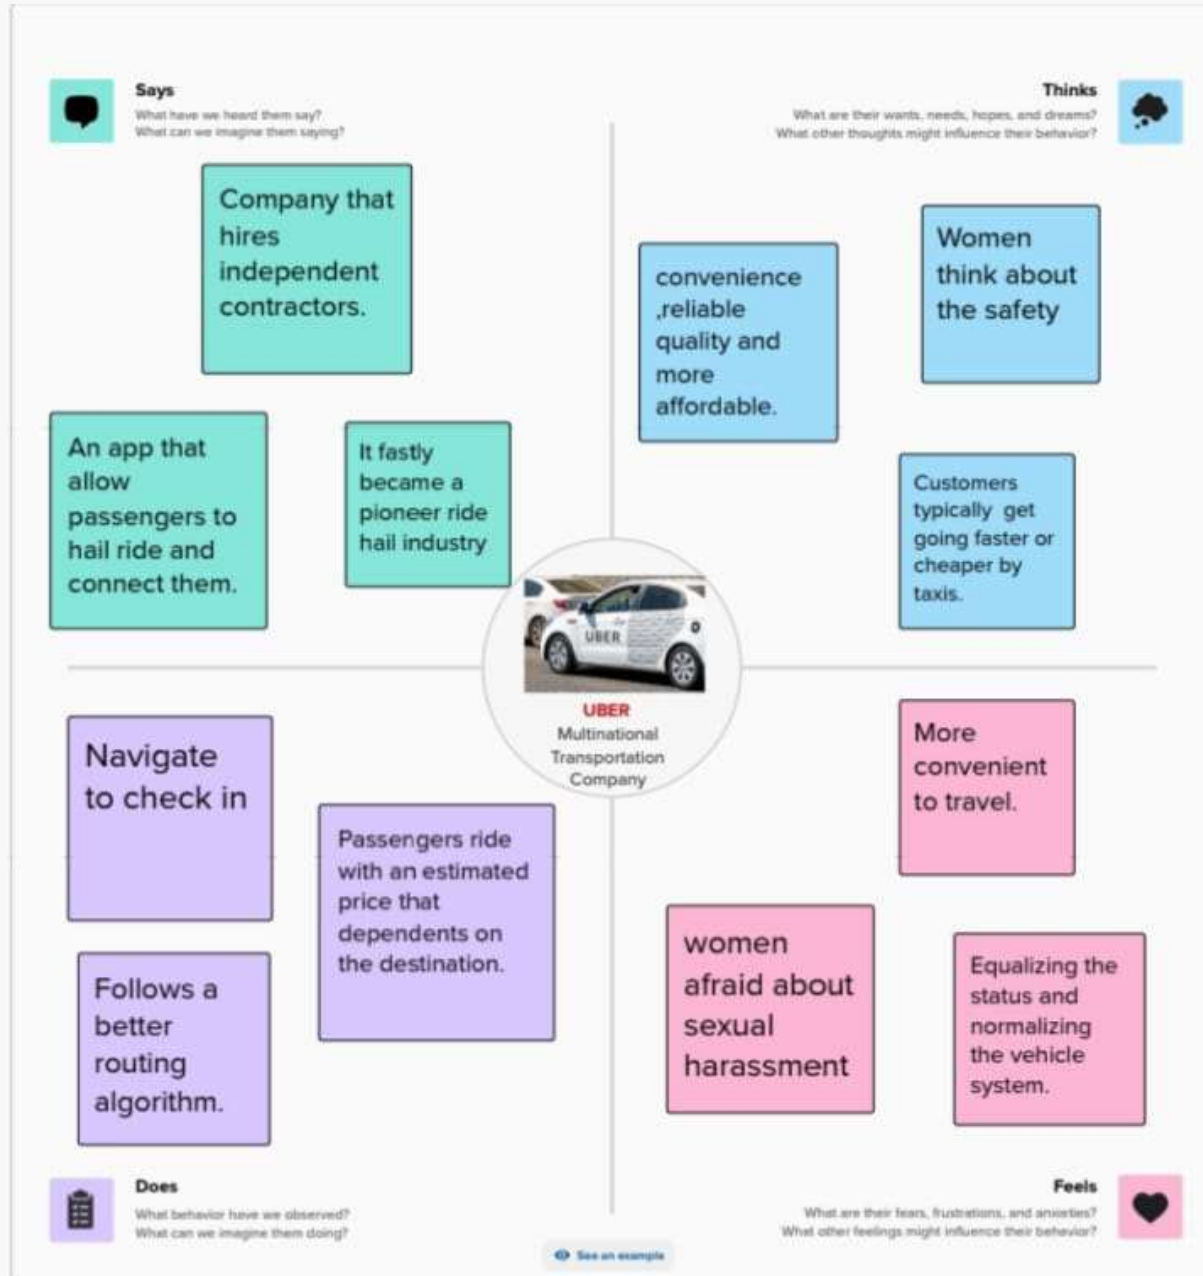 Says
What have we heard them say?
What can we imagine them saying?
Thinks
What are their wants, needs, hopes, and dreams?
What other thoughts might influence their behavior?
Company that
hires
independent
contractors.
An app that
allow
passengers to
hail ride and
connect them.
It fastly
became a
pioneer ride
hail industry
convenience
,reliable
quality and
more
affordable.
Women
think about
the safety
Customers
typically get
going faster or
cheaper by
taxis.
UBER
UBER
Multinational
Transportation
Company
Navigate
to check in
Passengers ride
with an estimated
price that
dependents on
the destination.
Follows a
better
routing
algorithm.
More
convenient
to travel.
women
afraid about
sexual
harassment
Equalizing the
status and
normalizing
the vehicle
system.
Does
What behavior have we observed?
What can we imagine them doing?
Feels
What are their fears, frustrations, and anxieties?
What other feelings might influence their behavior?
See an example